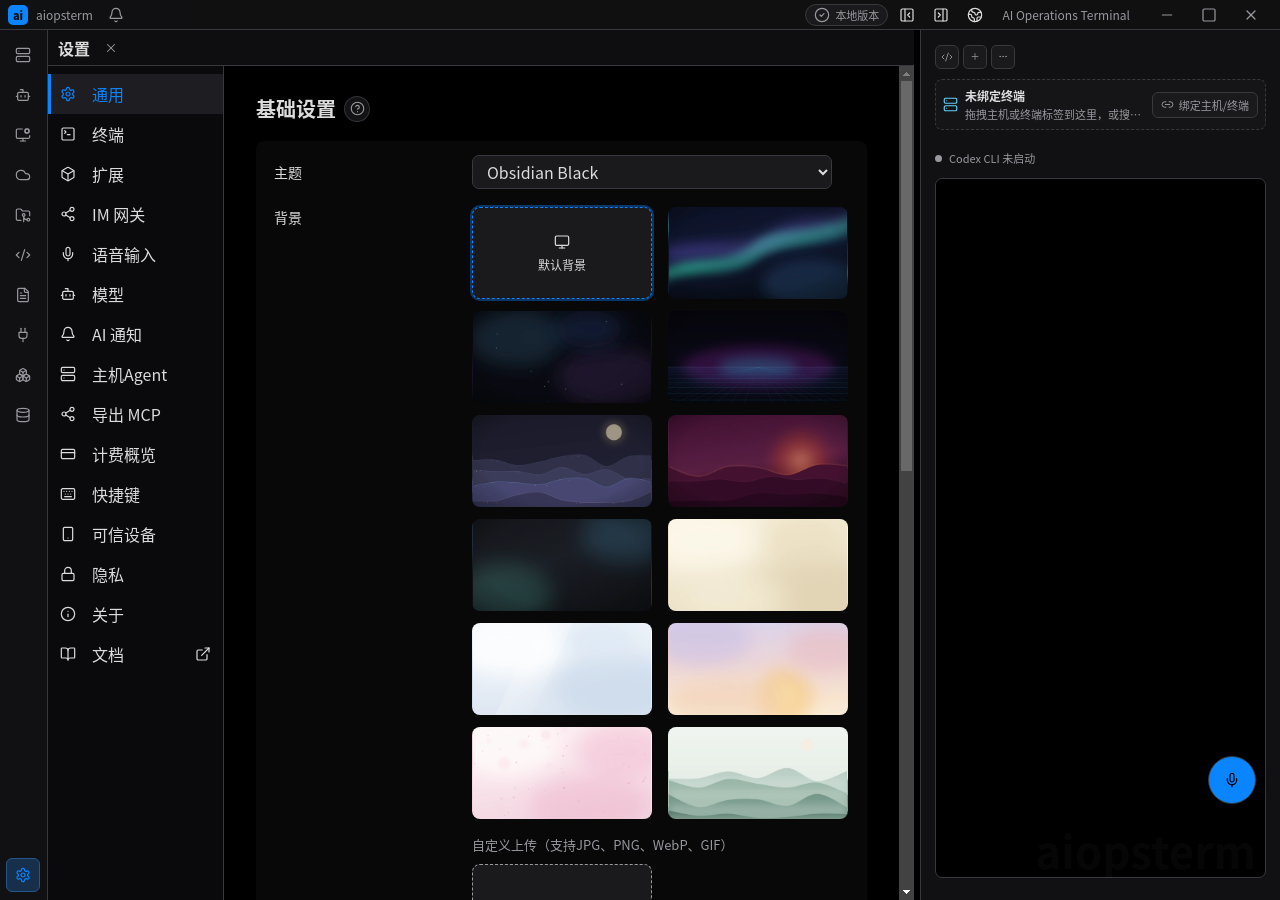 ai aiopsterm 本地版本 AI Operations Terminal
设置
通用
终端
扩展
IM 网关
语音输入
模型
AI 通知
主机Agent
导出 MCP
计费概览
快捷键
可信设备
隐私
关于
文档
基础设置
主题 Obsidian Black
背景
默认背景
自定义上传（支持JPG、PNG、WebP、GIF）
未绑定终端
拖拽主机或终端标签到这里，或搜…
绑定主机/终端
Codex CLI 未启动
aiopsterm